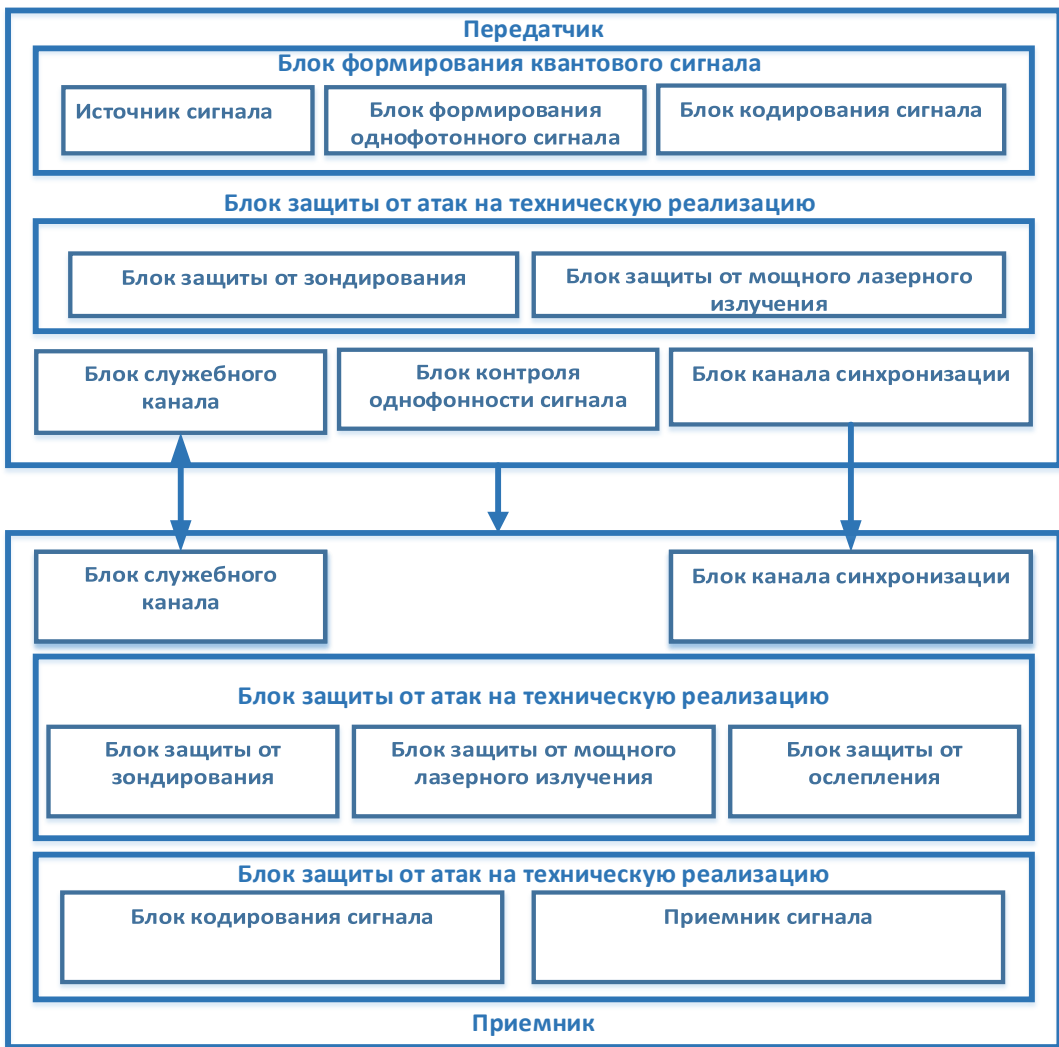 Передатчик
Блок формирования квантового сигнала
Источник сигнала
Блок формирования
однофотонного сигнала
Блок кодирования сигнала
Блок защиты от атак на техническую реализацию
Блок защиты от зондирования
Блок защиты от мощного лазерного
излучения
Блок служебного
канала
Блок контроля
однофонности сигнала
Блок канала синхронизации
Блок служебного
канала
Блок канала синхронизации
Блок защиты от атак на техническую реализацию
Блок защиты от
зондирования
Блок защиты от мощного
лазерного излучения
Блок защиты от
ослепления
Блок защиты от атак на техническую реализацию
Блок кодирования сигнала
Приемник сигнала
Приемник